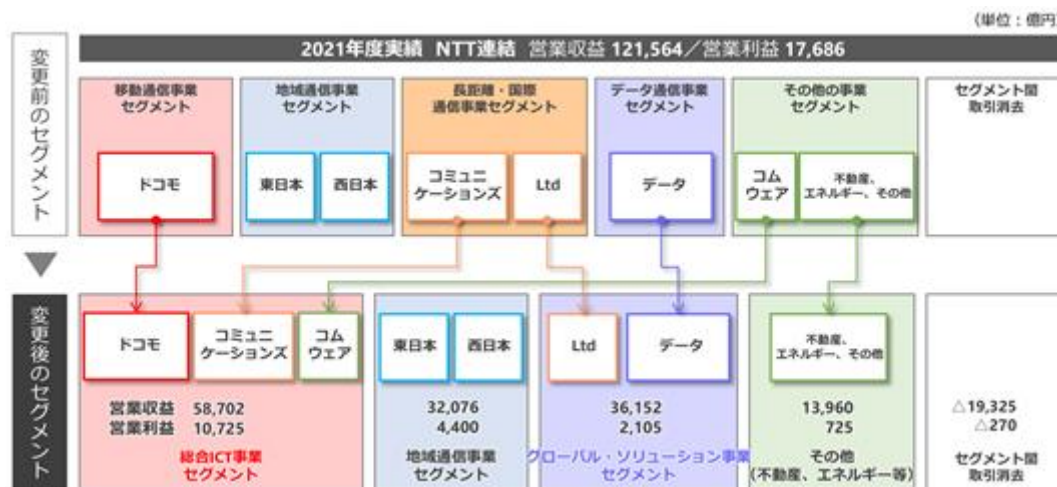 (単位：億円)
2021年度実績 NTT連結 営業収益 121,564／営業利益 17,686
変更前のセグメント
移動通信事業
セグメント
地域通信事業
セグメント
長距離・国際
通信事業セグメント
データ通信事業
セグメント
その他の事業
セグメント
セグメント間
取引消去
ドコモ
東日本
西日本
コミュニ
ケーションズ
Ltd
データ
コム
ウェア
不動産、
エネルギー、その他
変更後のセグメント
ドコモ
コミュニ
ケーションズ
コム
ウェア
東日本
西日本
Ltd
データ
不動産、
エネルギー、その他
営業収益 58,702
営業利益 10,725
32,076
4,400
36,152
2,105
13,960
725
△19,325
△270
総合ICT事業
セグメント
地域通信事業
セグメント
グローバル・ソリューション事業
セグメント
その他
(不動産、エネルギー等)
セグメント間
取引消去